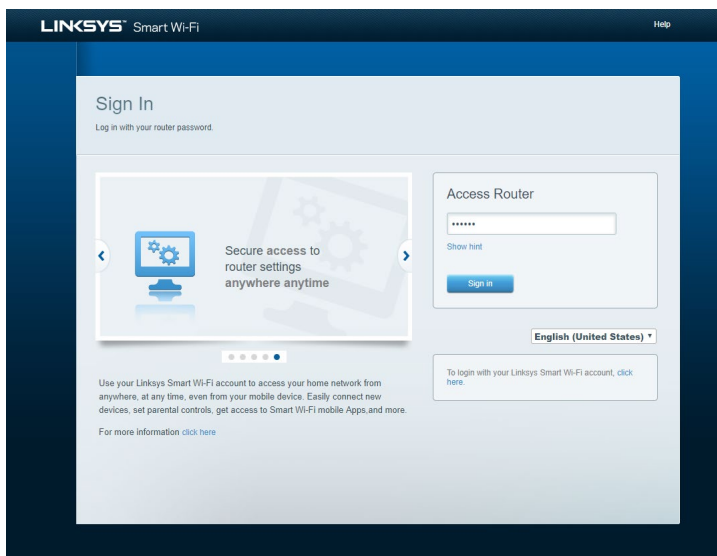 LINKSYS™ Smart Wi-Fi
Help
Sign In
Log in with your router password.
Secure access to
router settings
anywhere anytime
Use your Linksys Smart Wi-Fi account to access your home network from
anywhere, at any time, even from your mobile device. Easily connect new
devices, set parental controls, get access to Smart Wi-Fi mobile Apps,and more.
For more information click here
Access Router
••••••
Show hint
Sign in
English (United States)
To login with your Linksys Smart Wi-Fi account, click
here.